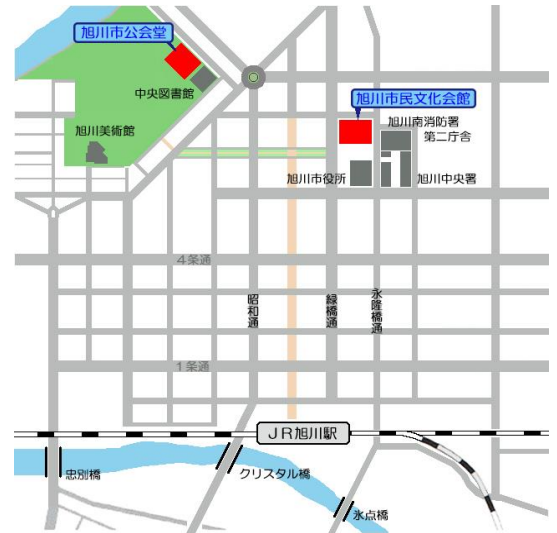 旭川市公会堂
中央図書館
旭川市民文化会館
旭川美術館
旭川南消防署
第二庁舎
旭川市役所
旭川中央署
4条通
昭和通
緑橋通
永隆橋通
1条通
JR旭川駅
忠別橋
クリスタル橋
氷点橋